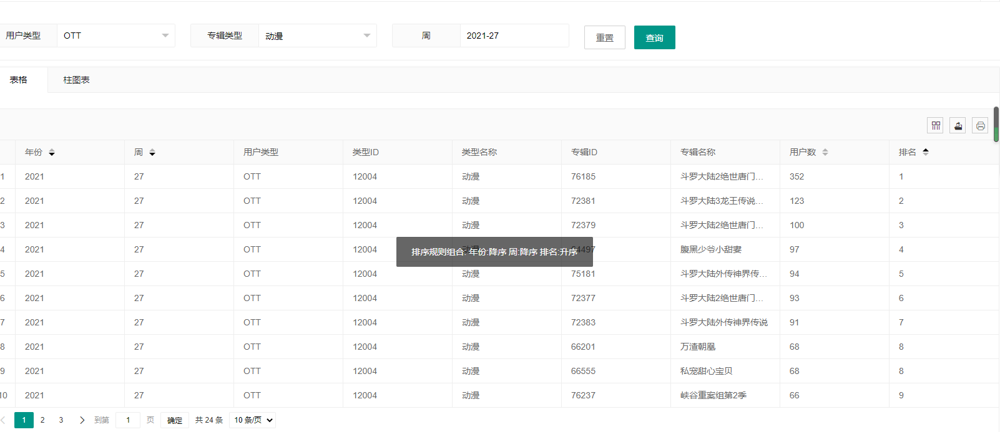 用户类型 OTT 专辑类型 动漫 周 2021-27 重置 查询
表格 柱图表
年份 周 用户类型 类型ID 类型名称 专辑ID 专辑名称 用户数 排名
1 2021 27 OTT 12004 动漫 76185 斗罗大陆2绝世唐门… 352 1
2 2021 27 OTT 12004 动漫 72381 斗罗大陆3龙王传说… 123 2
3 2021 27 OTT 12004 动漫 72379 斗罗大陆2绝世唐门… 100 3
4 2021 27 OTT 12004 64497 腹黑少爷小甜妻 97 4
排序规则组合: 年份:降序 周:降序 排名:升序
5 2021 27 OTT 12004 动漫 75181 斗罗大陆外传神界传… 94 5
6 2021 27 OTT 12004 动漫 72377 斗罗大陆2绝世唐门… 93 6
7 2021 27 OTT 12004 动漫 72383 斗罗大陆外传神界传说 91 7
8 2021 27 OTT 12004 动漫 66201 万渣朝凰 68 8
9 2021 27 OTT 12004 动漫 66555 私宠甜心宝贝 68 8
10 2021 27 OTT 12004 动漫 76237 峡谷重案组第2季 66 9
1 2 3 到第 1 页 确定 共 24 条 10 条/页